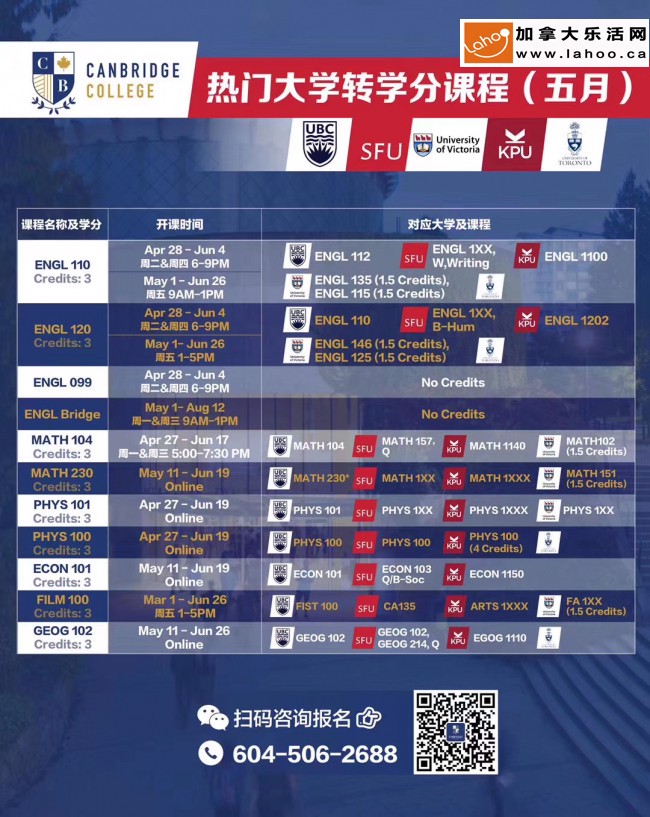 加拿大乐活网
Lahoo
www.lahoo.ca
C B
CANBRIDGE
COLLEGE
热门大学转学分课程（五月）
UBC
SFU
University
of Victoria
KPU
UNIVERSITY OF
TORONTO
课程名称及学分 开课时间 对应大学及课程
ENGL 110
Credits: 3
Apr 28 - Jun 4
周二&周四 6-9PM
UBC ENGL 112 SFU ENGL 1XX,
W,Writing
KPU ENGL 1100
May 1 - Jun 26
周五 9AM-1PM
ENGL 135 (1.5 Credits),
ENGL 115 (1.5 Credits)
ENGL 120
Credits: 3
Apr 28 - Jun 4
周二&周四 6-9PM
UBC ENGL 110 SFU ENGL 1XX,
B-Hum
KPU ENGL 1202
May 1- Jun 26
周五 1-5PM
ENGL 146 (1.5 Credits),
ENGL 125 (1.5 Credits)
ENGL 099
Apr 28 - Jun 4
周二&周四 6-9PM
No Credits
ENGL Bridge
May 1- Aug 12
周一&周三 9AM-1PM
No Credits
MATH 104
Credits: 3
Apr 27 - Jun 17
周一&周三 5:00-7:30 PM
UBC MATH 104 SFU MATH 157,
Q
KPU MATH 1140 MATH102
(1.5 Credits)
MATH 230
Credits: 3
May 11 - Jun 19
Online
UBC MATH 230* SFU MATH 1XX KPU MATH 1XXX MATH 151
(1.5 Credits)
PHYS 101
Credits: 3
Apr 27 - Jun 19
Online
UBC PHYS 101 SFU PHYS 1XX KPU PHYS 1XXX PHYS 1XX
PHYS 100
Credits: 3
Apr 27 - Jun 19
Online
UBC PHYS 100 SFU PHYS 100 KPU PHYS 100
(4 Credits)
ECON 101
Credits: 3
May 11 - Jun 19
Online
UBC ECON 101 SFU ECON 103
Q/B-Soc
KPU ECON 1150
FILM 100
Credits: 3
Mar 1 - Jun 26
周五 1-5PM
UBC FIST 100 SFU CA135 KPU ARTS 1XXX FA 1XX
(1.5 Credits)
GEOG 102
Credits: 3
May 11 - Jun 26
Online
UBC GEOG 102 SFU GEOG 102,
GEOG 214, Q
KPU EGOG 1110
扫码咨询报名
604-506-2688